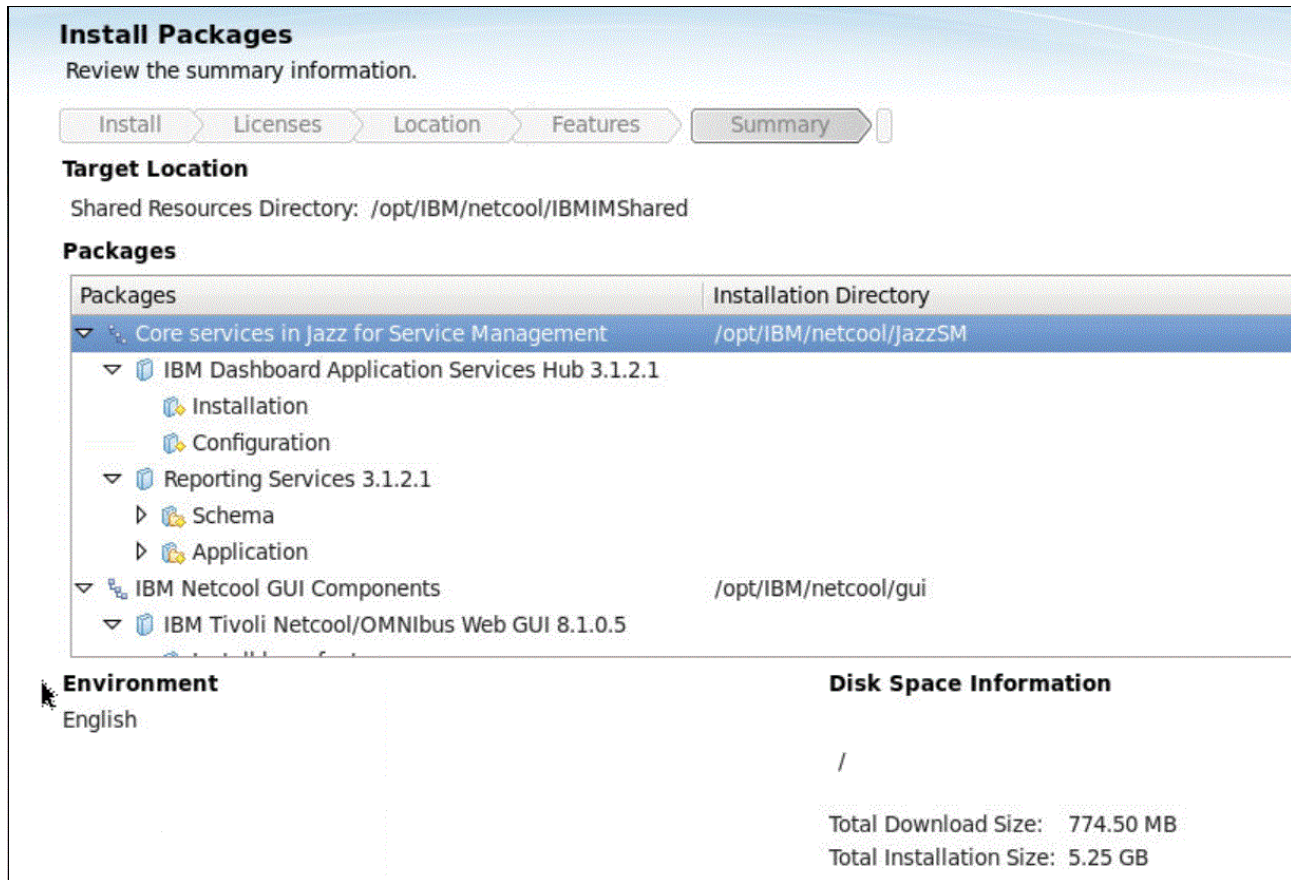 Install Packages
Review the summary information.
Install Licenses Location Features Summary
Target Location
Shared Resources Directory: /opt/IBM/netcool/IBMIMShared
Packages
Packages Installation Directory
Core services in Jazz for Service Management /opt/IBM/netcool/JazzSM
IBM Dashboard Application Services Hub 3.1.2.1
Installation
Configuration
Reporting Services 3.1.2.1
Schema
Application
IBM Netcool GUI Components /opt/IBM/netcool/gui
IBM Tivoli Netcool/OMNIbus Web GUI 8.1.0.5
Environment Disk Space Information
English
/
Total Download Size: 774.50 MB
Total Installation Size: 5.25 GB